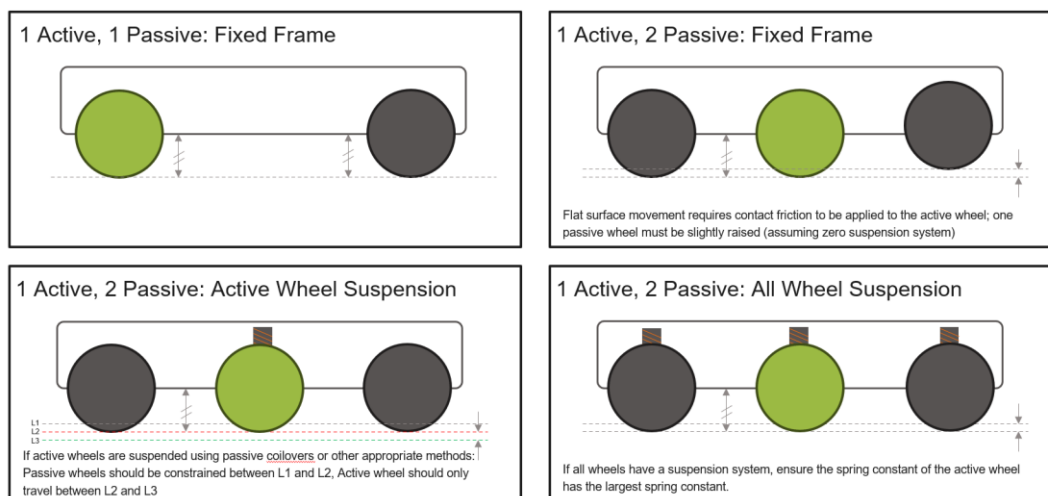 1 Active, 1 Passive: Fixed Frame
1 Active, 2 Passive: Fixed Frame
Flat surface movement requires contact friction to be applied to the active wheel; one
passive wheel must be slightly raised (assuming zero suspension system)
1 Active, 2 Passive: Active Wheel Suspension
L1
L2
L3
If active wheels are suspended using passive coilovers or other appropriate methods:
Passive wheels should be constrained between L1 and L2, Active wheel should only
travel between L2 and L3
1 Active, 2 Passive: All Wheel Suspension
If all wheels have a suspension system, ensure the spring constant of the active wheel
has the largest spring constant.